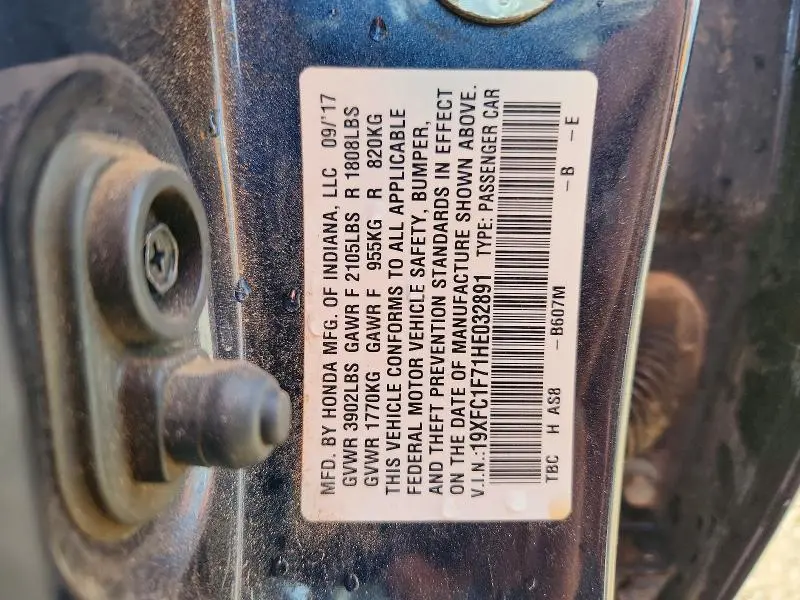 MFD. BY HONDA MFG. OF INDIANA, LLC 09/'17
GVWR 3902LBS GAWR F 2105LBS R 1808LBS
GVWR 1770KG GAWR F 955KG R 820KG
THIS VEHICLE CONFORMS TO ALL APPLICABLE
FEDERAL MOTOR VEHICLE SAFETY, BUMPER,
AND THEFT PREVENTION STANDARDS IN EFFECT
ON THE DATE OF MANUFACTURE SHOWN ABOVE.
V.I.N.:19XFC1F71HE032891 TYPE: PASSENGER CAR
TBC H AS8 -B607M -B -E